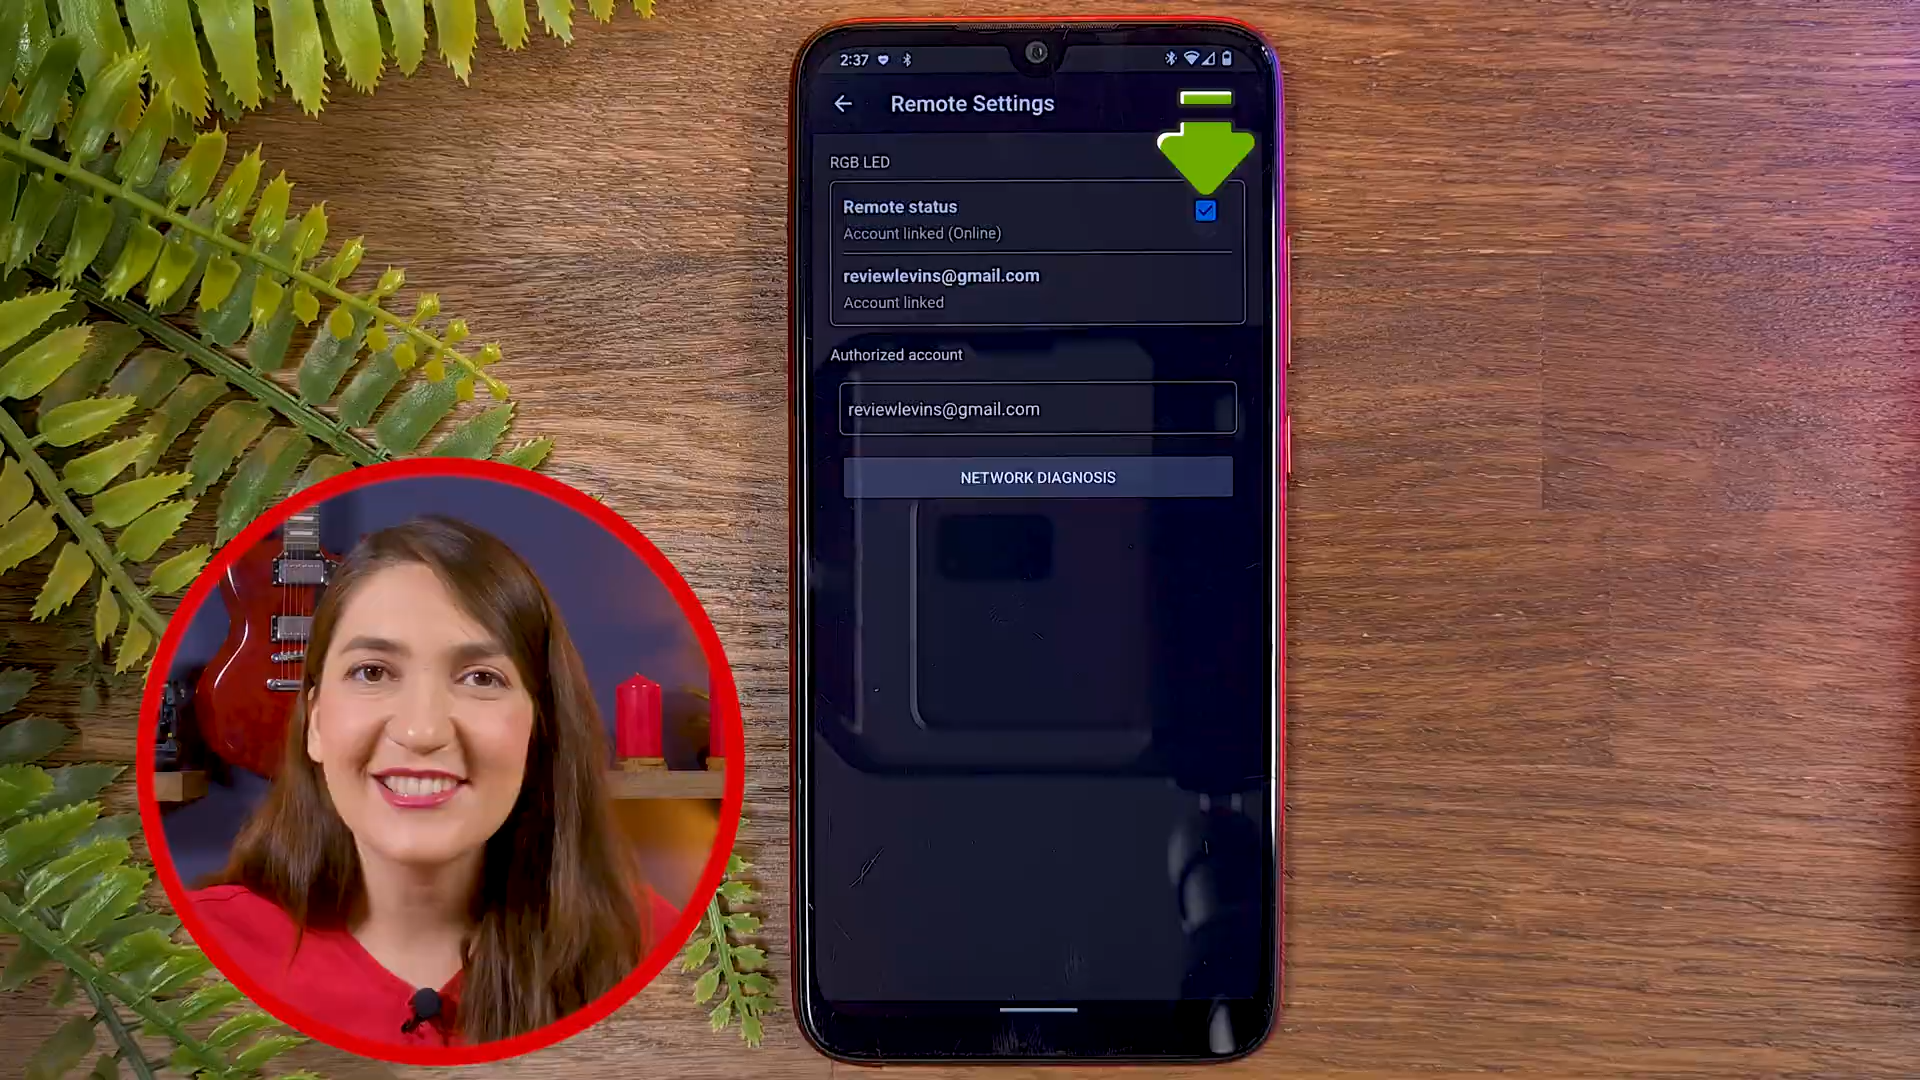 2:37
Remote Settings
RGB LED
Remote status
Account linked (Online)
reviewlevins@gmail.com
Account linked
Authorized account
reviewlevins@gmail.com
NETWORK DIAGNOSIS